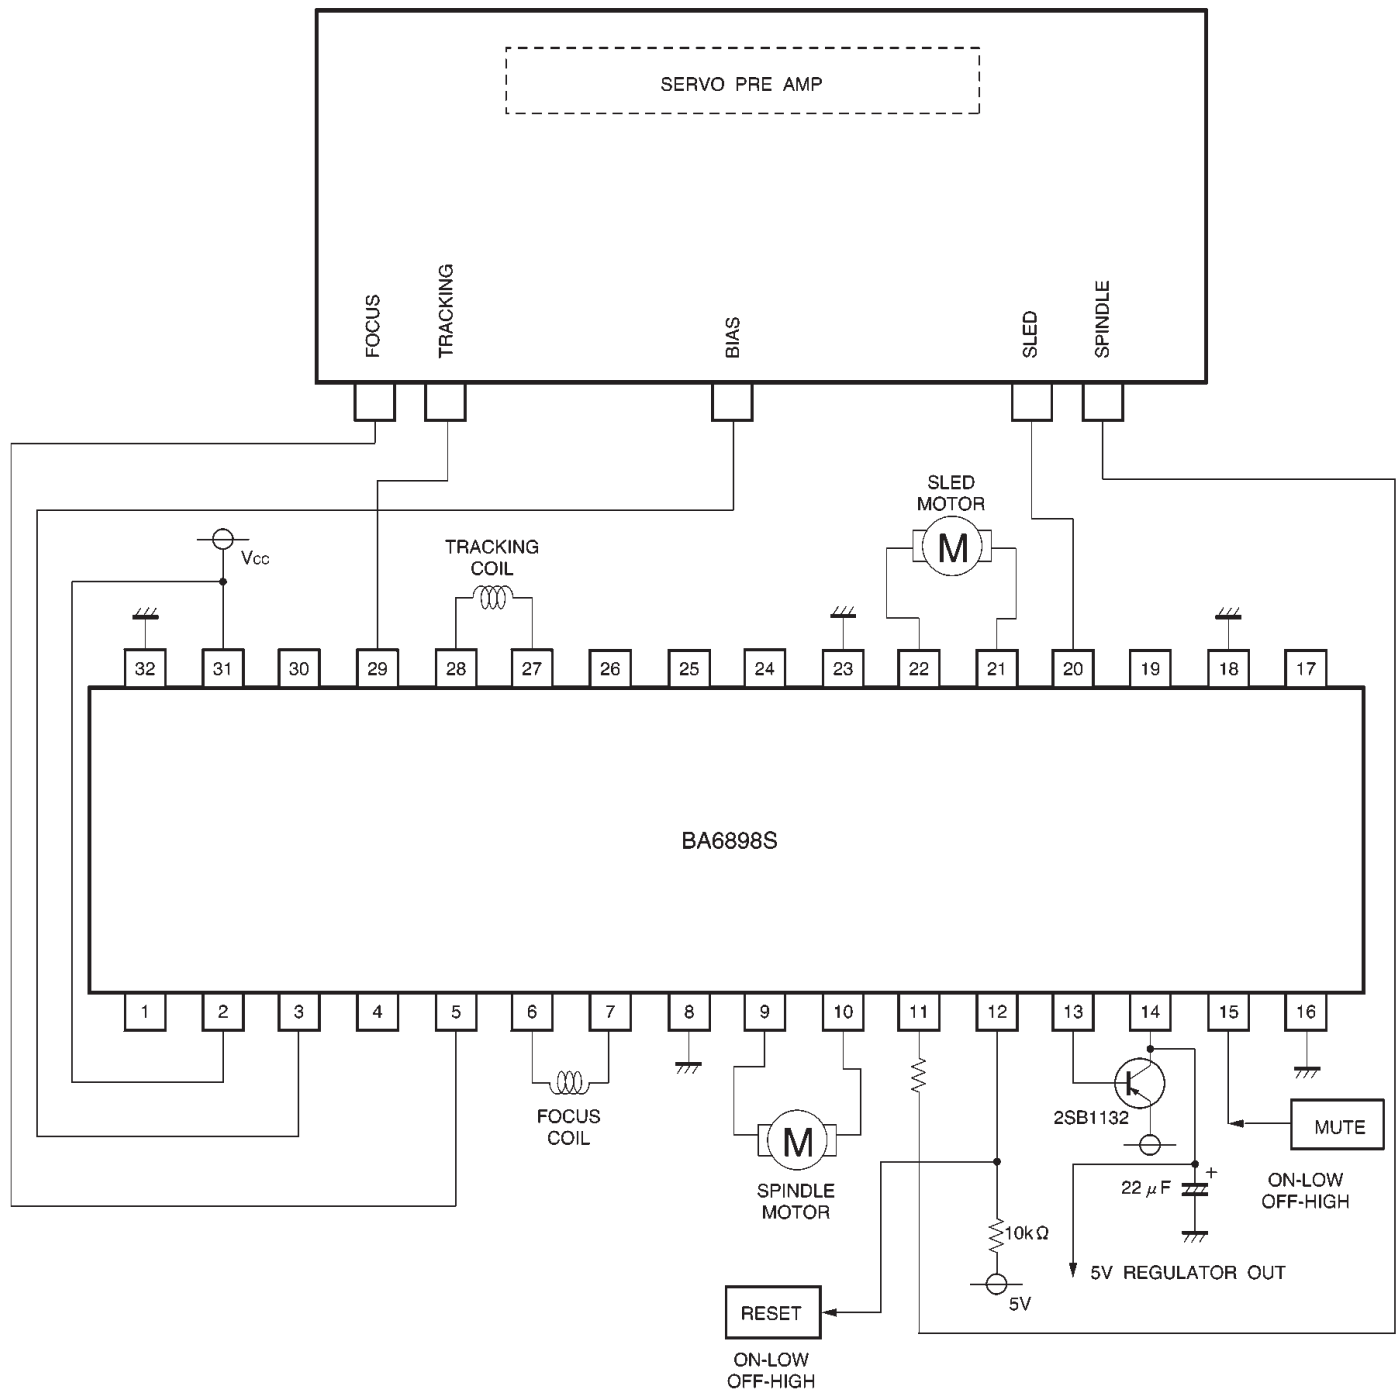 SERVO PRE AMP
FOCUS
TRACKING
BIAS
SLED
SPINDLE
SLED
MOTOR
M
Vcc
TRACKING
COIL
32
31
30
29
28
27
26
25
24
23
22
21
20
19
18
17
BA6898S
1
2
3
4
5
6
7
8
9
10
11
12
13
14
15
16
FOCUS
COIL
M
SPINDLE
MOTOR
2SB1132
MUTE
ON-LOW
OFF-HIGH
22 μF
+
10kΩ
5V
5V REGULATOR OUT
RESET
ON-LOW
OFF-HIGH